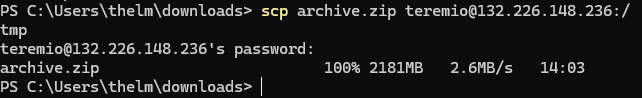 PS C:\Users\thelm\downloads> scp archive.zip teremio@132.226.148.236:/
tmp
teremio@132.226.148.236's password:
archive.zip 100% 2181MB 2.6MB/s 14:03
PS C:\Users\thelm\downloads>